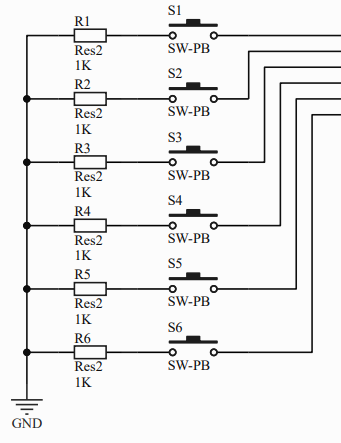 R1
S1
Res2
SW-PB
1K
R2
S2
Res2
SW-PB
1K
R3
S3
Res2
SW-PB
1K
R4
S4
Res2
SW-PB
1K
R5
S5
Res2
SW-PB
1K
R6
S6
Res2
SW-PB
1K
GND